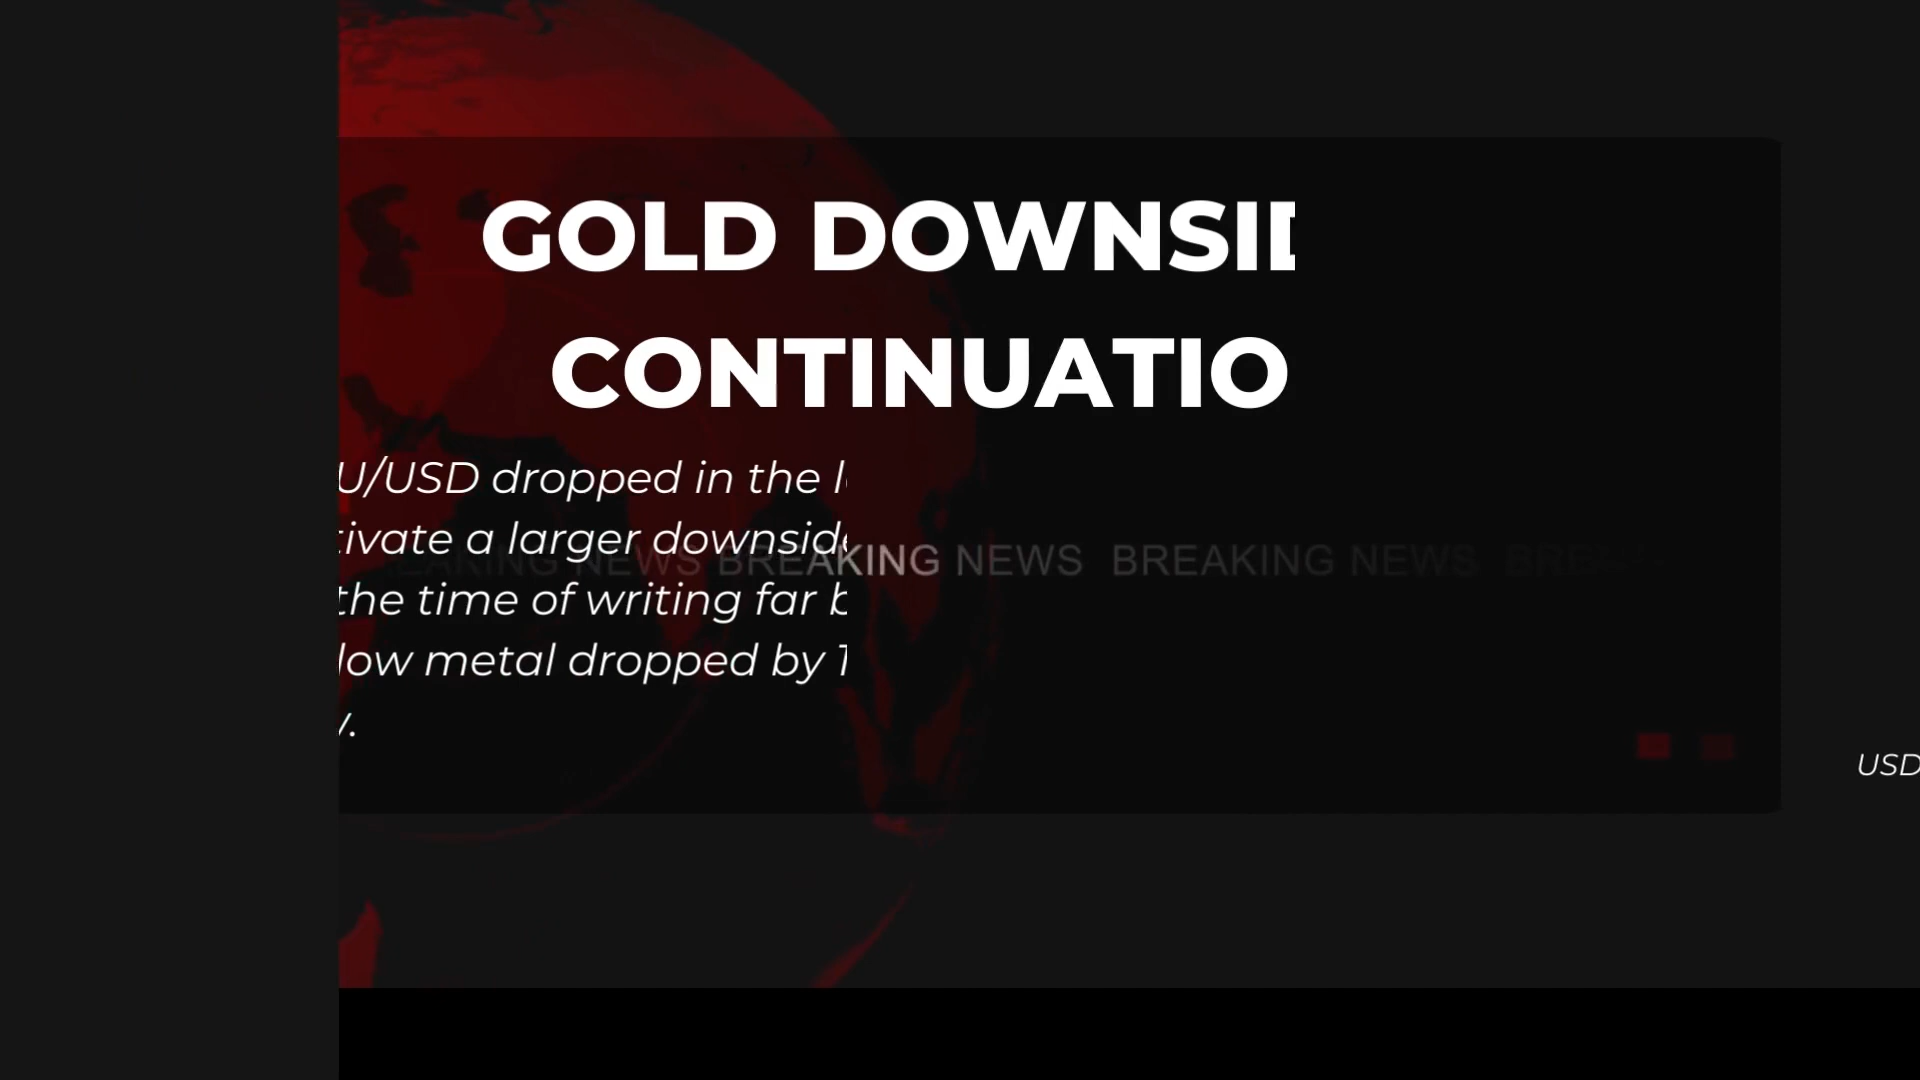 GOLD DOWNSI
CONTINUATIO
U/USD dropped in the
tivate a larger downside
BREAKING NEWS BREAKING NEWS
the time of writing far b
low metal dropped by 1
y.
USD